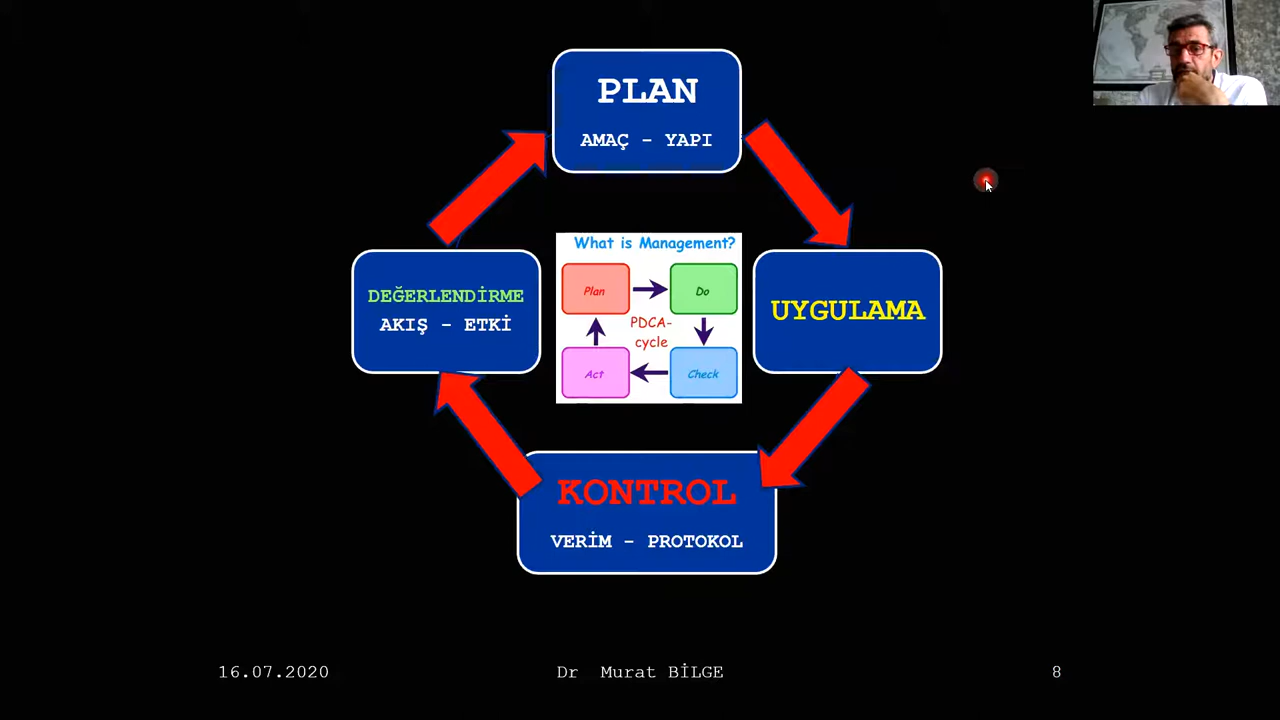 PLAN
AMAÇ - YAPI
DEĞERLENDİRME
AKIŞ - ETKİ
What is Management?
Plan
Do
PDCA-
cycle
Act
Check
UYGULAMA
KONTROL
VERİM - PROTOKOL
16.07.2020
Dr Murat BİLGE
8